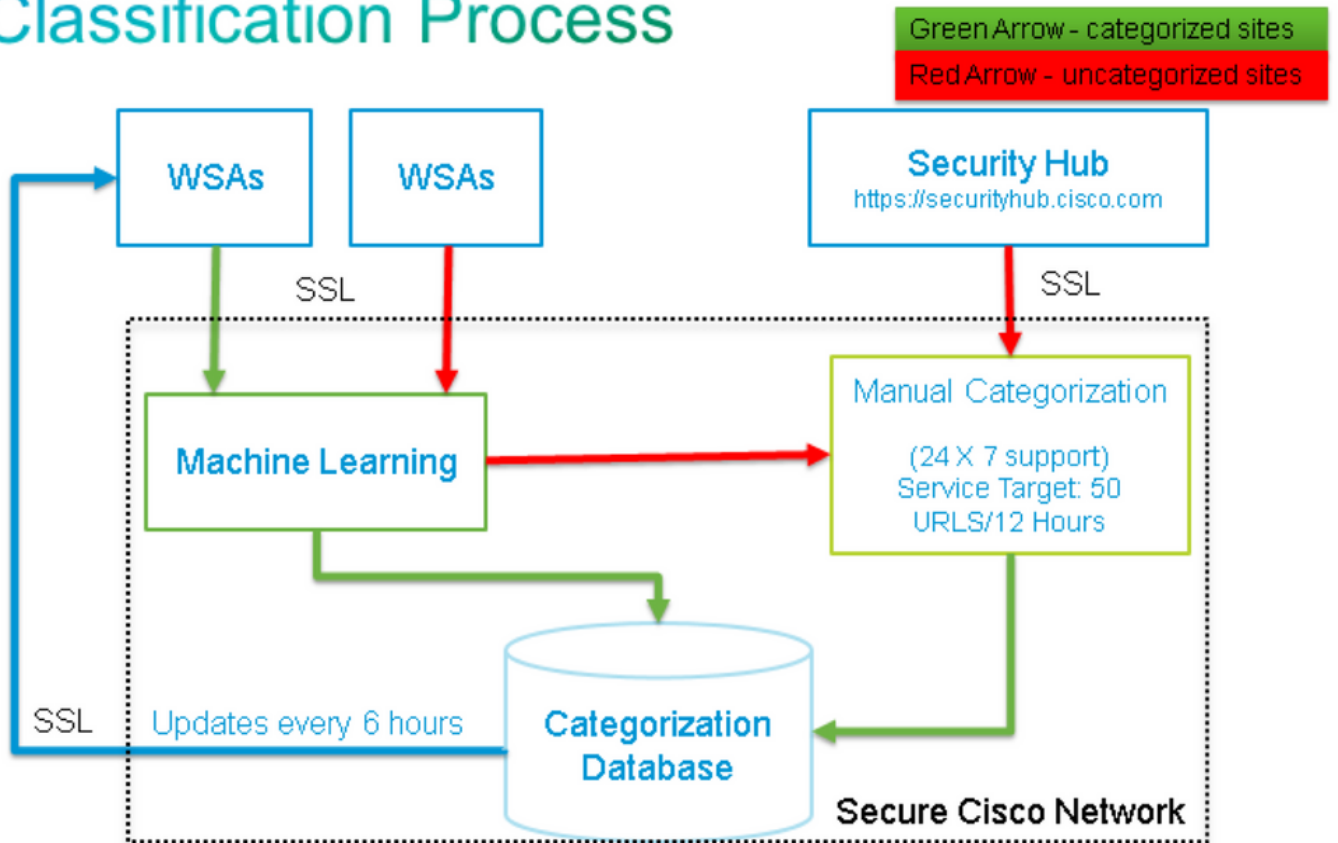 Classification Process
Green Arrow - categorized sites
Red Arrow - uncategorized sites
WSAs
WSAs
Security Hub
https://securityhub.cisco.com
SSL
SSL
Machine Learning
Manual Categorization
(24 X 7 support)
Service Target: 50
URLS/12 Hours
SSL
Updates every 6 hours
Categorization
Database
Secure Cisco Network